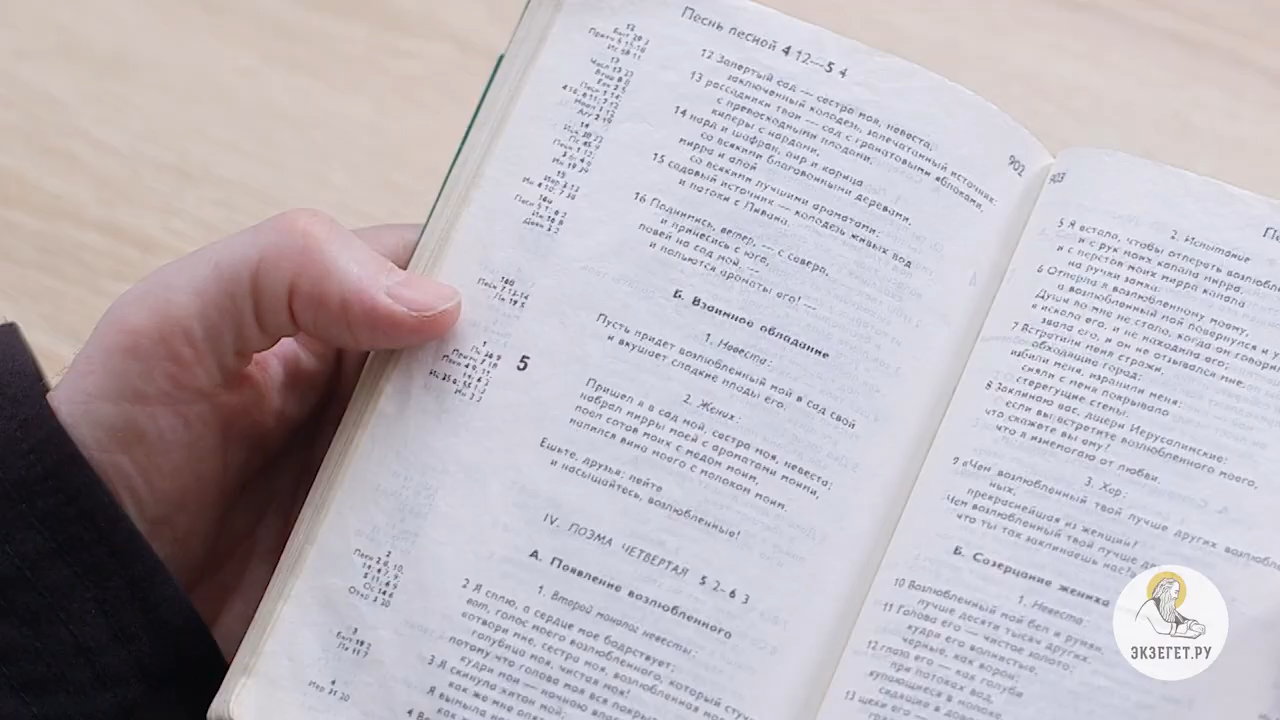 Песнь песной 4 12—5 4
902
12 Запертый сад — сестра моя, невеста,
заключенный колодезь, запечатанный источник:
13 рассадники твои — сад с гранатовыми яблоками,
с превосходными плодами,
киперы с нардами,
14 нард и шафран, аир и корица
со всякими благовонными деревами,
мирра и алой
со всякими лучшими ароматами;
15 садовый источник — колодезь живых вод
и потоки с Ливана.
16 Поднимись, ветер, — с севера,
и принесись с юга,
повей на сад мой, —
и польются ароматы его! —
Б. Взаимное обладание
1. Невеста:
Пусть придет возлюбленный мой в сад свой
и вкушает сладкие плоды его.
5
2. Жених:
Пришел я в сад мой, сестра моя, невеста;
набрал мирры моей с ароматами моими,
поел сотов моих с медом моим,
напился вина моего с молоком моим.
Ешьте, друзья; пейте
и насыщайтесь, возлюбленные!
IV. ПОЭМА ЧЕТВЕРТАЯ 5 2–6 3
А. Появление возлюбленного
1. Второй монолог невесты:
2 Я сплю, а сердце мое бодрствует;
вот, голос моего возлюбленного, который
«отвори мне, сестра моя, возлюбленная моя,
голубица моя, чистая моя!
потому что голова моя вся
кудри мои — ночною
3 Я скинула хитон мой;
как же мне опять
Я вымыла
903
2. Испытание
5 Я встала, чтобы отпереть
и с рук моих капала мирра,
и с перстов моих мирра капала
на ручки замка.
6 Отперла я возлюбленному моему,
а возлюбленный мой повернулся и
Души во мне не стало, когда он говорил;
я искала его, и не находила его;
звала его, и он не отзывался мне.
7 Встретили меня стражи,
обходящие город;
избили меня, изранили меня;
сняли с меня покрывало
стерегущие стены.
8 Заклинаю вас, дщери Иерусалимские:
если вы встретите возлюбленного моего,
что скажете вы ему?
что я изнемогаю от любви.
3. Хор:
9 «Чем возлюбленный твой лучше других
ных,
прекраснейшая из женщин?
Чем возлюбленный твой лучше
что ты так заклинаешь нас?»
Б. Созерцание жениха
1. Невеста:
10 Возлюбленный мой бел и румян,
лучше десяти тысяч других.
11 Голова его — чистое золото;
кудри его волнистые,
черные, как ворон;
12 глаза его — как голуби
при потоках вод,
купающиеся в молоке,
сидящие в
13 щеки его —
ЭКЗЕГЕТ.РУ